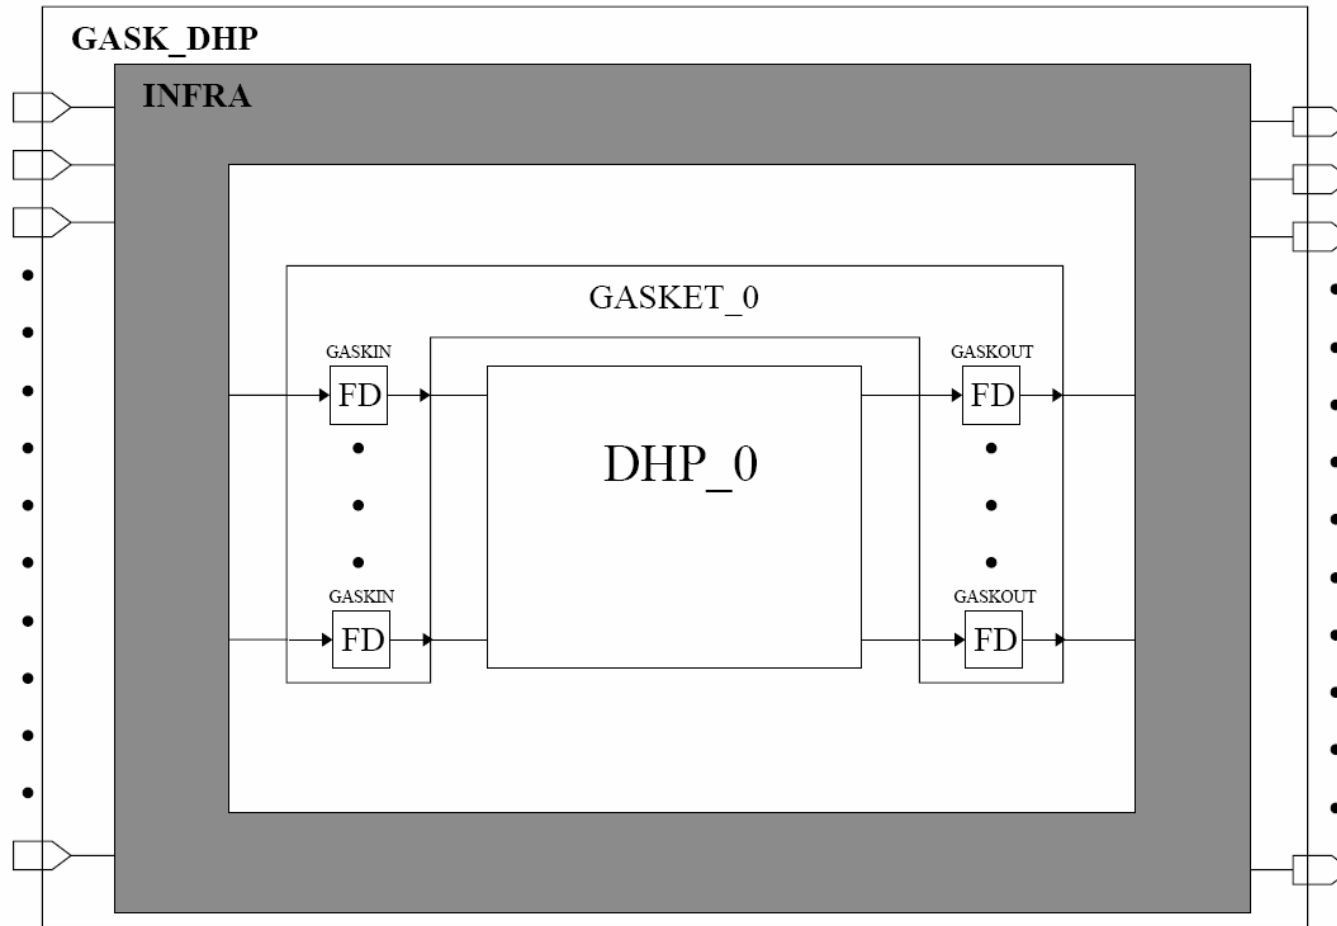 GASK_DHP
INFRA
GASKET_0
GASKIN
GASKOUT
FD
FD
DHP_0
GASKIN
GASKOUT
FD
FD